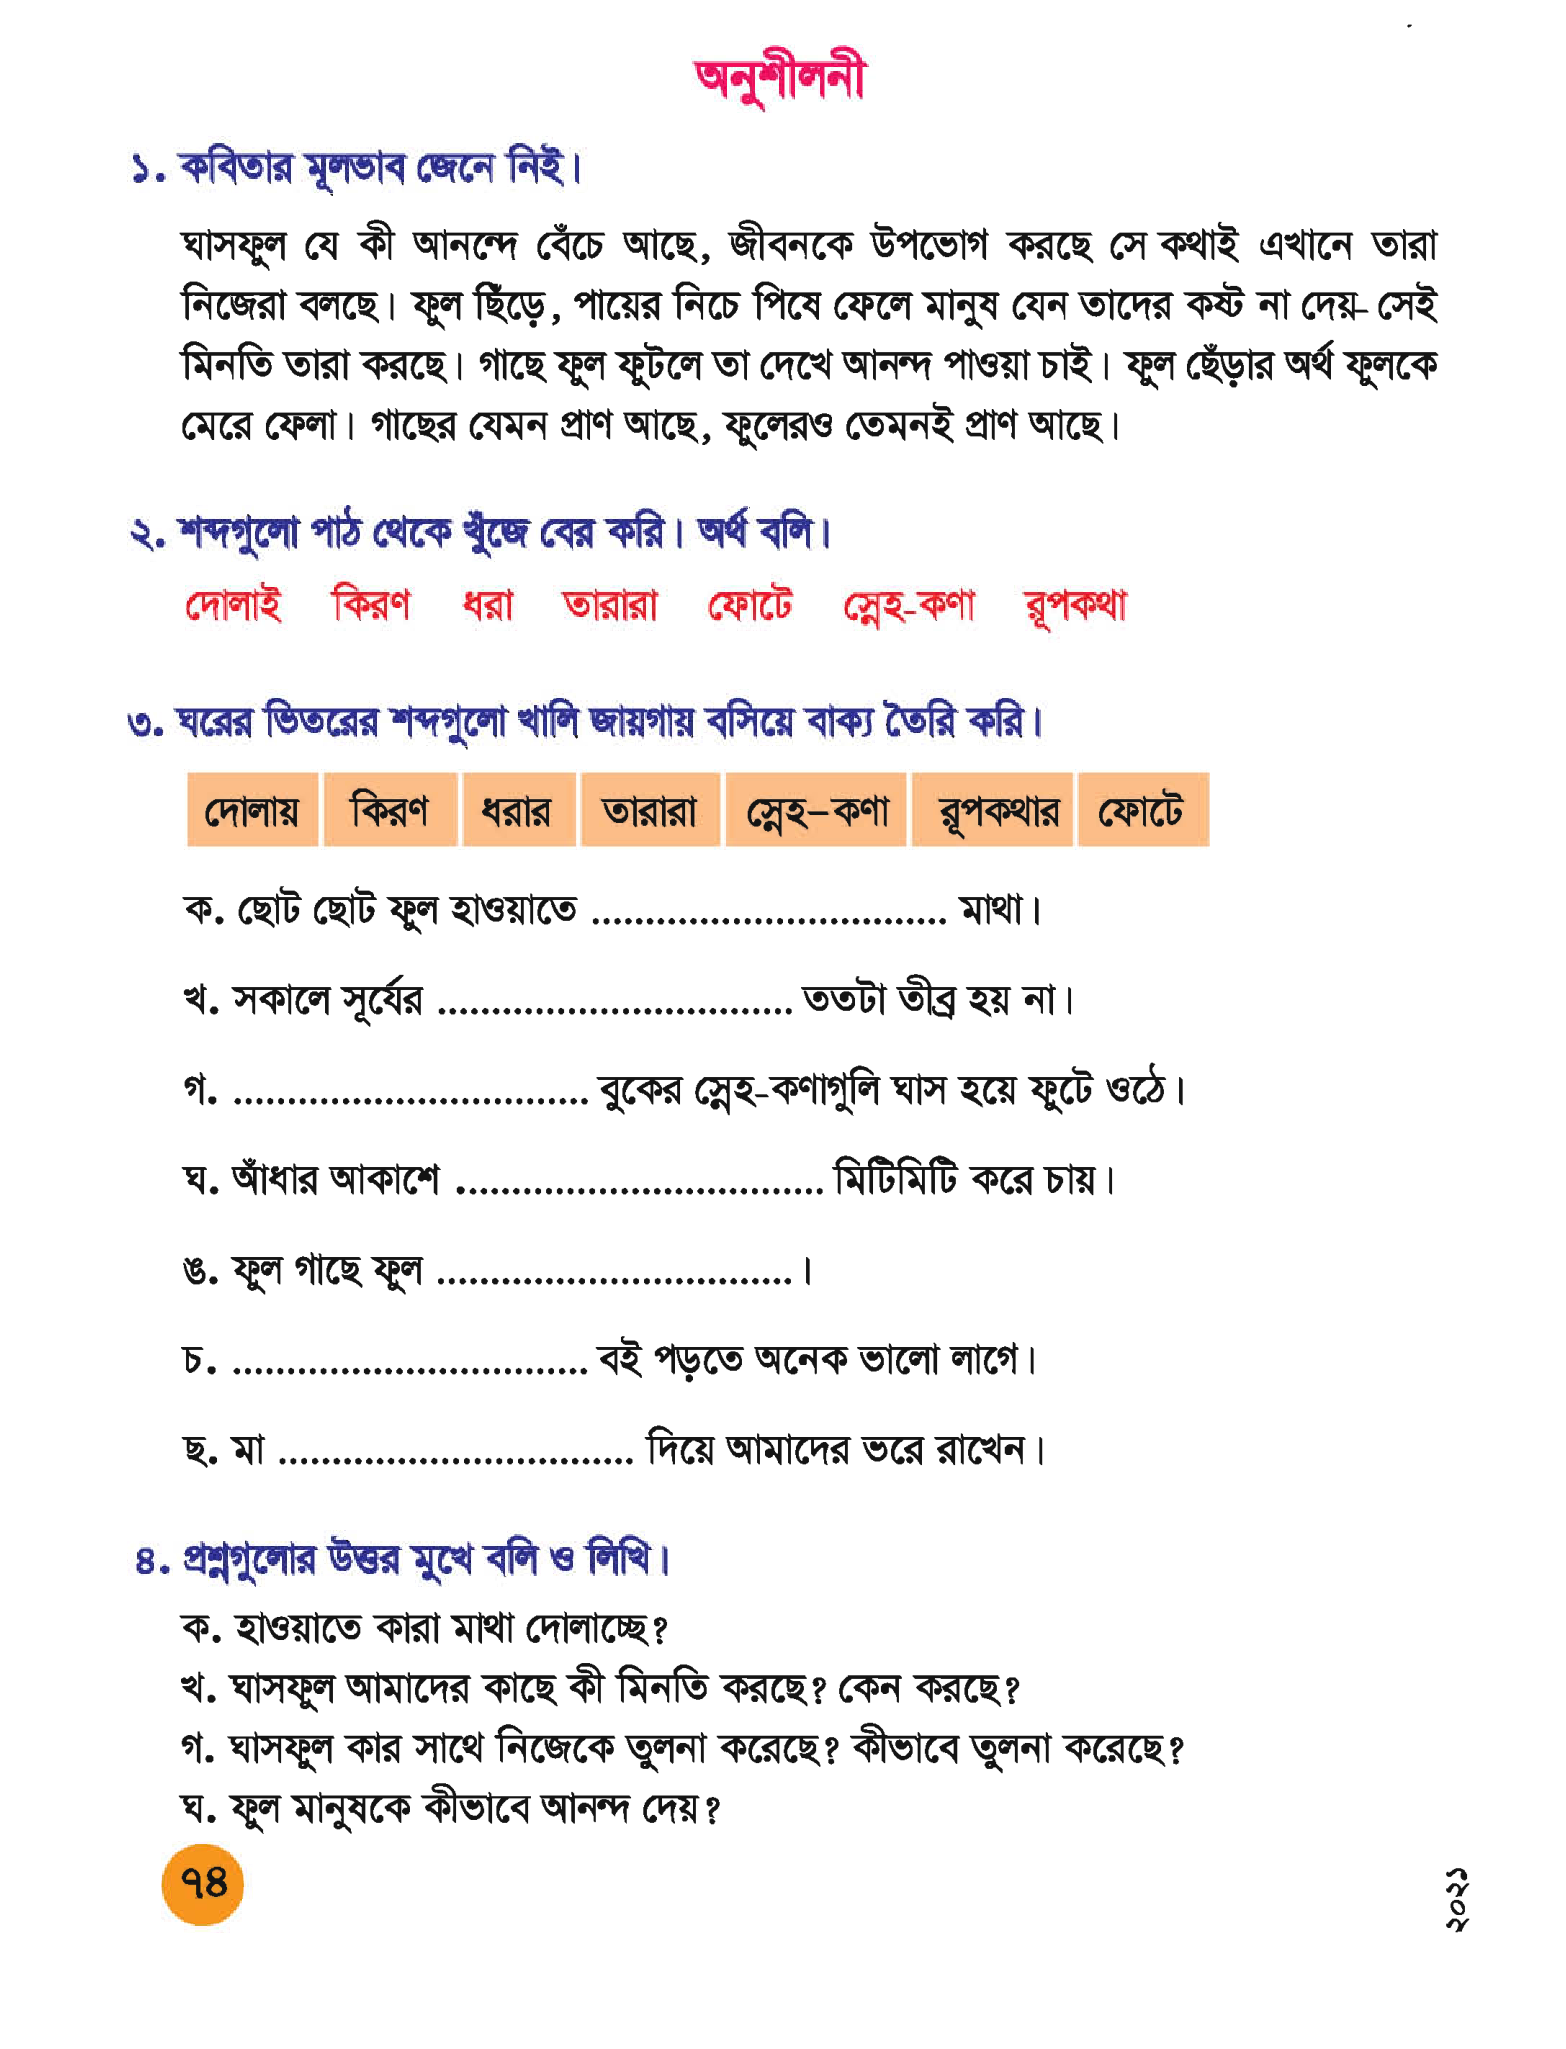 অনুশীলনী
১. কবিতার মূলভাব জেনে নিই।
ঘাসফুল যে কী আনন্দে বেঁচে আছে, জীবনকে উপভোগ করছে সে কথাই এখানে তারা
নিজেরা বলছে। ফুল ছিঁড়ে, পায়ের নিচে পিষে ফেলে মানুষ যেন তাদের কষ্ট না দেয়- সেই
মিনতি তারা করছে। গাছে ফুল ফুটলে তা দেখে আনন্দ পাওয়া চাই। ফুল ছেঁড়ার অর্থ ফুলকে
মেরে ফেলা। গাছের যেমন প্রাণ আছে, ফুলেরও তেমনই প্রাণ আছে।
২. শব্দগুলো পাঠ থেকে খুঁজে বের করি। অর্থ বলি।
দোলাই কিরণ ধরা তারারা ফোটে স্নেহ-কণা রূপকথা
৩. ঘরের ভিতরের শব্দগুলো খালি জায়গায় বসিয়ে বাক্য তৈরি করি।
দোলায় কিরণ ধরার তারারা স্নেহ–কণা রূপকথার ফোটে
ক. ছোট ছোট ফুল হাওয়াতে ................................. মাথা।
খ. সকালে সূর্যের ................................. ততটা তীব্র হয় না।
গ. ................................. বুকের স্নেহ-কণাগুলি ঘাস হয়ে ফুটে ওঠে।
ঘ. আঁধার আকাশে .................................. মিটিমিটি করে চায়।
ঙ. ফুল গাছে ফুল .................................।
চ. ................................. বই পড়তে অনেক ভালো লাগে।
ছ. মা ................................. দিয়ে আমাদের ভরে রাখেন।
৪. প্রশ্নগুলোর উত্তর মুখে বলি ও লিখি।
ক. হাওয়াতে কারা মাথা দোলাচ্ছে?
খ. ঘাসফুল আমাদের কাছে কী মিনতি করছে? কেন করছে?
গ. ঘাসফুল কার সাথে নিজেকে তুলনা করেছে? কীভাবে তুলনা করেছে?
ঘ. ফুল মানুষকে কীভাবে আনন্দ দেয়?
৭৪
২০২১